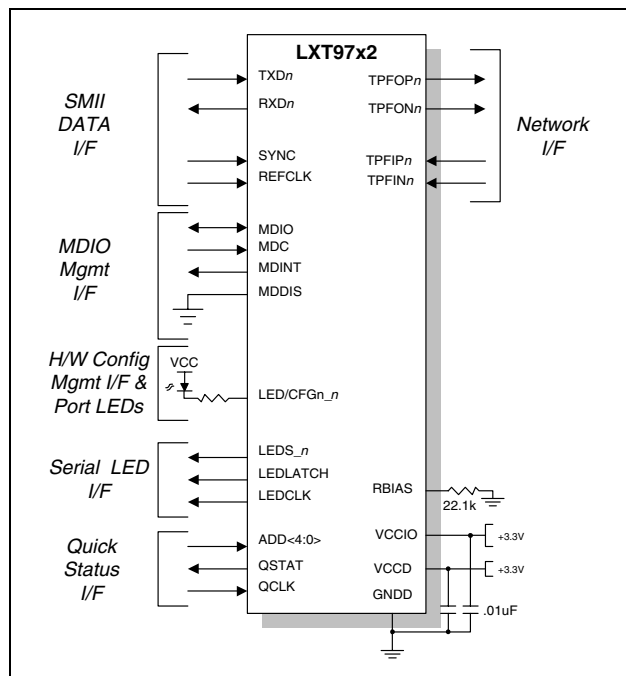 LXT97x2
SMII
DATA
I/F
TXDn
RXDn
SYNC
REFCLK
TPFOPn
TPFONn
TPFIPn
TPFINn
Network
I/F
MDIO
Mgmt
I/F
MDIO
MDC
MDINT
MDDIS
H/W Config
Mgmt I/F &
Port LEDs
VCC
LED/CFGn_n
Serial LED
I/F
LEDS_n
LEDLATCH
LEDCLK
Quick
Status
I/F
ADD<4:0>
QSTAT
QCLK
RBIAS
22.1k
VCCIO
+3.3V
VCCD
+3.3V
GNDD
.01uF